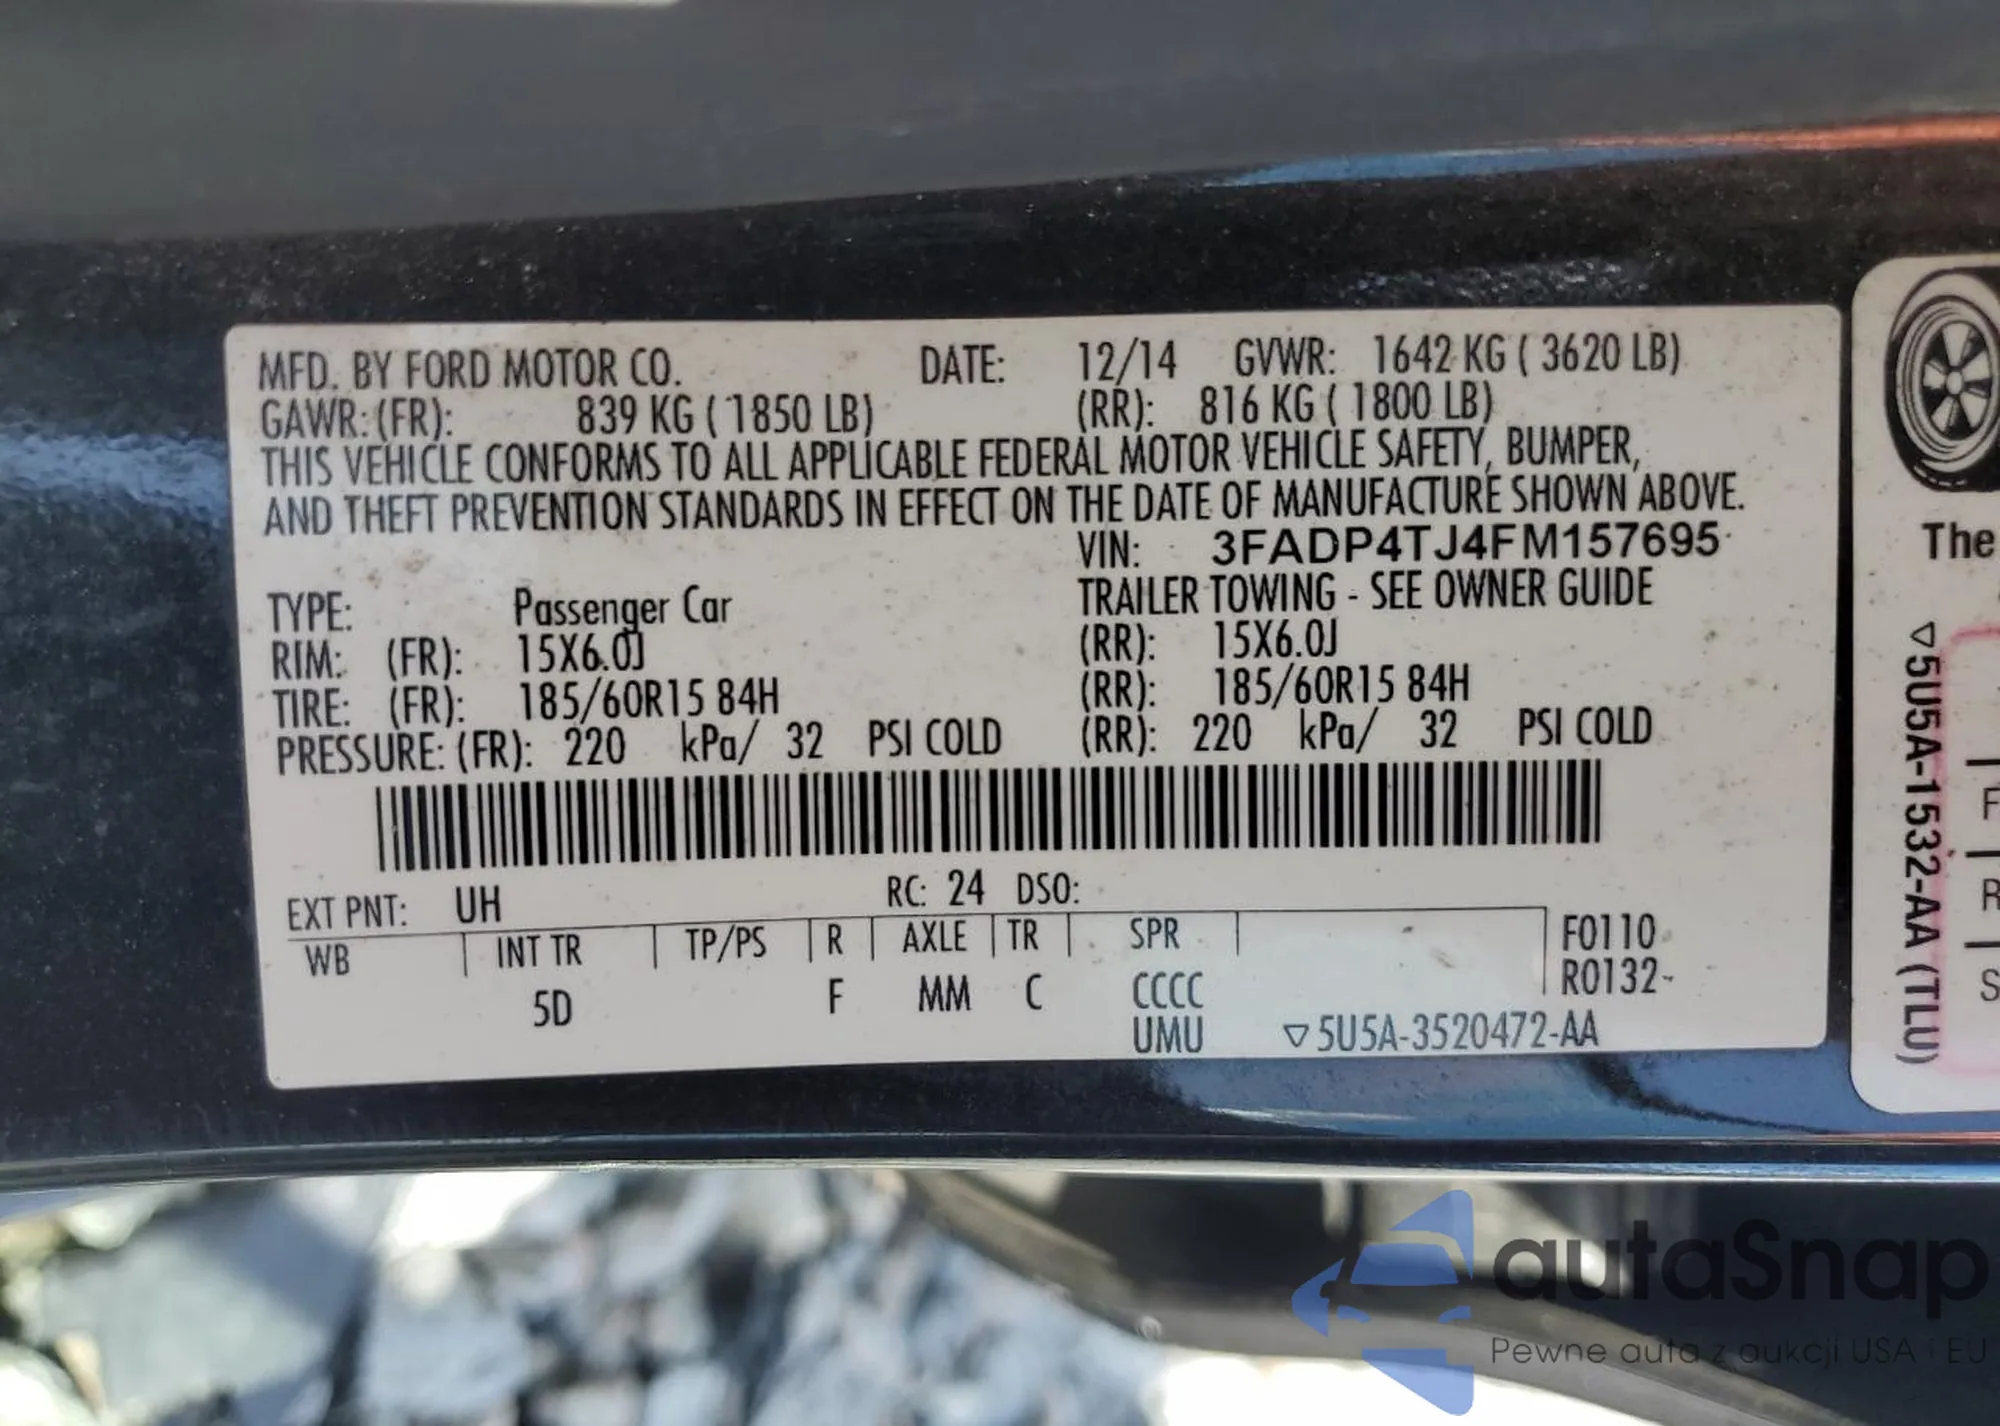 MFD. BY FORD MOTOR CO. DATE: 12/14 GVWR: 1642 KG ( 3620 LB)
GAWR: (FR): 839 KG ( 1850 LB) (RR): 816 KG ( 1800 LB)
THIS VEHICLE CONFORMS TO ALL APPLICABLE FEDERAL MOTOR VEHICLE SAFETY, BUMPER,
AND THEFT PREVENTION STANDARDS IN EFFECT ON THE DATE OF MANUFACTURE SHOWN ABOVE.
VIN: 3FADP4TJ4FM157695
TYPE: Passenger Car TRAILER TOWING - SEE OWNER GUIDE
RIM: (FR): 15X6.0J (RR): 15X6.0J
TIRE: (FR): 185/60R15 84H (RR): 185/60R15 84H
PRESSURE: (FR): 220 kPa/ 32 PSI COLD (RR): 220 kPa/ 32 PSI COLD
EXT PNT: UH RC: 24 DSO:
WB INT TR TP/PS R AXLE TR SPR F0110
5D F MM C CCCC R0132-
UMU ▽5U5A-3520472-AA
The
▽5U5A-1532-AA (TLU)
F
R
S
autaSnap
Pewne auta z aukcji USA i EU